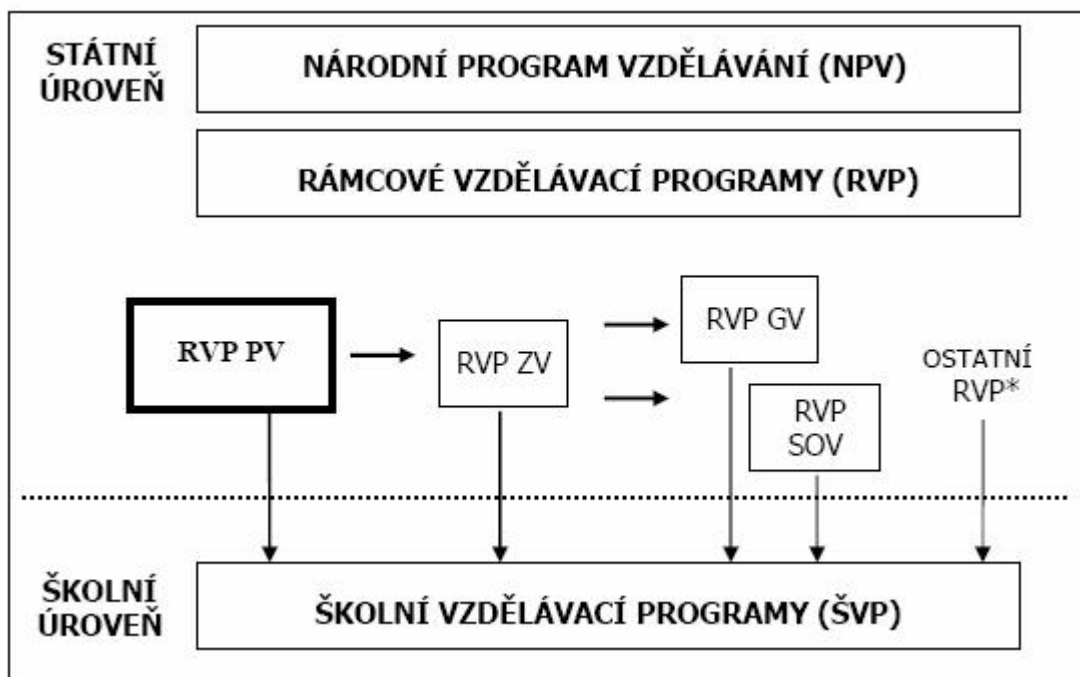 STÁTNÍ
ÚROVEŇ
NÁRODNÍ PROGRAM VZDĚLÁVÁNÍ (NPV)
RÁMCOVÉ VZDĚLÁVACÍ PROGRAMY (RVP)
RVP PV
RVP ZV
RVP GV
RVP
SOV
OSTATNÍ
RVP*
ŠKOLNÍ
ÚROVEŇ
ŠKOLNÍ VZDĚLÁVACÍ PROGRAMY (ŠVP)